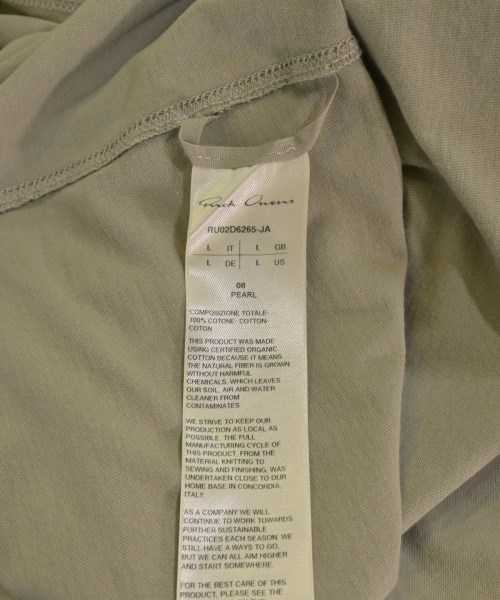 Rick Owens
RU02D6265-JA
L IT L GB
L DE L US
08
PEARL
COMPOSIZIONE TOTALE-
100% COTONE- COTTON-
COTON
THIS PRODUCT WAS MADE
USING CERTIFIED ORGANIC
COTTON BECAUSE IT MEANS
THE NATURAL FIBER IS GROWN
WITHOUT HARMFUL
CHEMICALS, WHICH LEAVES
OUR SOIL, AIR AND WATER
CLEANER FROM
CONTAMINATES
WE STRIVE TO KEEP OUR
PRODUCTION AS LOCAL AS
POSSIBLE. THE FULL
MANUFACTURING CYCLE OF
THIS PRODUCT, FROM THE
MATERIAL KNITTING TO
SEWING AND FINISHING, WAS
UNDERTAKEN CLOSE TO OUR
HOME BASE IN CONCORDIA,
ITALY.
AS A COMPANY WE WILL
CONTINUE TO WORK TOWARDS
FURTHER SUSTAINABLE
PRACTICES EACH SEASON. WE
STILL HAVE A WAYS TO GO,
BUT WE CAN ALL AIM HIGHER
AND START SOMEWHERE.
FOR THE BEST CARE OF THIS
PRODUCT, PLEASE SEE THE